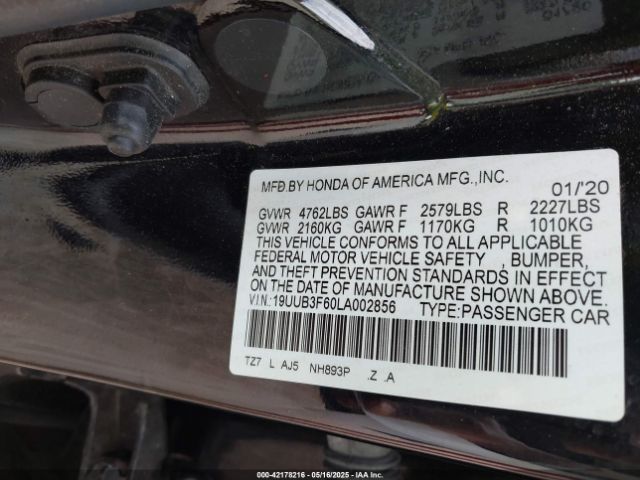 MFD.BY HONDA OF AMERICA MFG.,INC. 01/'20
GVWR 4762LBS GAWR F 2579LBS R 2227LBS
GVWR 2160KG GAWR F 1170KG R 1010KG
THIS VEHICLE CONFORMS TO ALL APPLICABLE
FEDERAL MOTOR VEHICLE SAFETY , BUMPER,
AND THEFT PREVENTION STANDARDS IN EFFECT
ON THE DATE OF MANUFACTURE SHOWN ABOVE.
V.I.N.:19UUB3F60LA002856 TYPE:PASSENGER CAR
TZ7 L AJ5 NH893P .Z .A
000-42178216 - 05/16/2025 - IAAI.COM